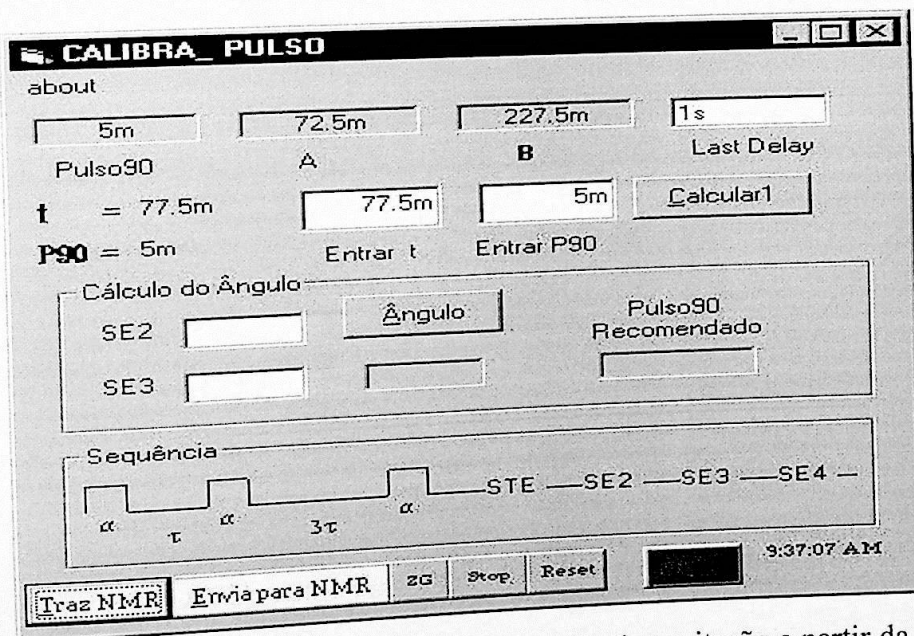 CALIBRA_ PULSO
about
5m 72.5m 227.5m 1s
Pulso90 A B Last Delay
t = 77.5m 77.5m 5m Calcular1
P90 = 5m Entrar t Entrar P90
Cálculo do Ângulo
SE2 Ângulo Pulso90
Recomendado
SE3
Sequência
STE SE2 SE3 SE4
α τ α 3τ α
9:37:07 AM
Traz NMR Envia para NMR ZG Stop. Reset
a partir de